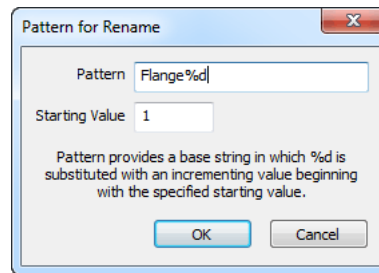 Pattern for Rename
Pattern Flange%d
Starting Value 1
Pattern provides a base string in which %d is
substituted with an incrementing value beginning
with the specified starting value.
OK Cancel